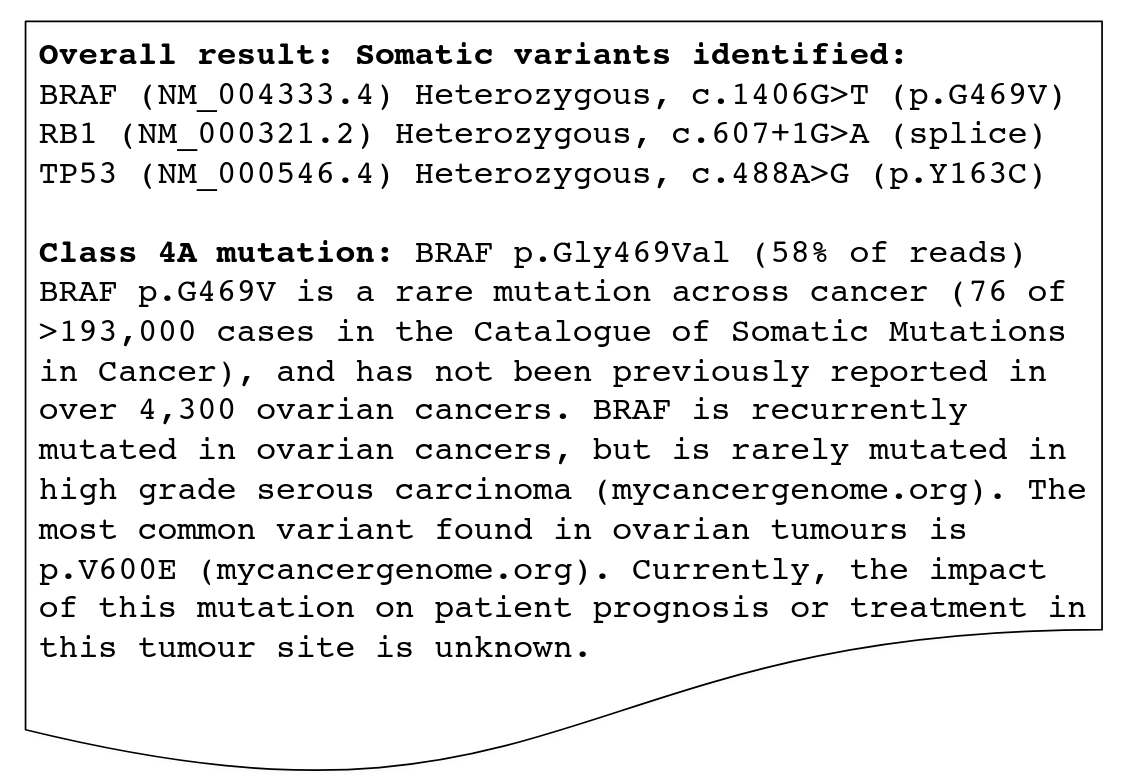 Overall result: Somatic variants identified:
BRAF (NM_004333.4) Heterozygous, c.1406G>T (p.G469V)
RB1 (NM_000321.2) Heterozygous, c.607+1G>A (splice)
TP53 (NM_000546.4) Heterozygous, c.488A>G (p.Y163C)
Class 4A mutation: BRAF p.Gly469Val (58% of reads)
BRAF p.G469V is a rare mutation across cancer (76 of
>193,000 cases in the Catalogue of Somatic Mutations
in Cancer), and has not been previously reported in
over 4,300 ovarian cancers. BRAF is recurrently
mutated in ovarian cancers, but is rarely mutated in
high grade serous carcinoma (mycancergenome.org). The
most common variant found in ovarian tumours is
p.V600E (mycancergenome.org). Currently, the impact
of this mutation on patient prognosis or treatment in
this tumour site is unknown.